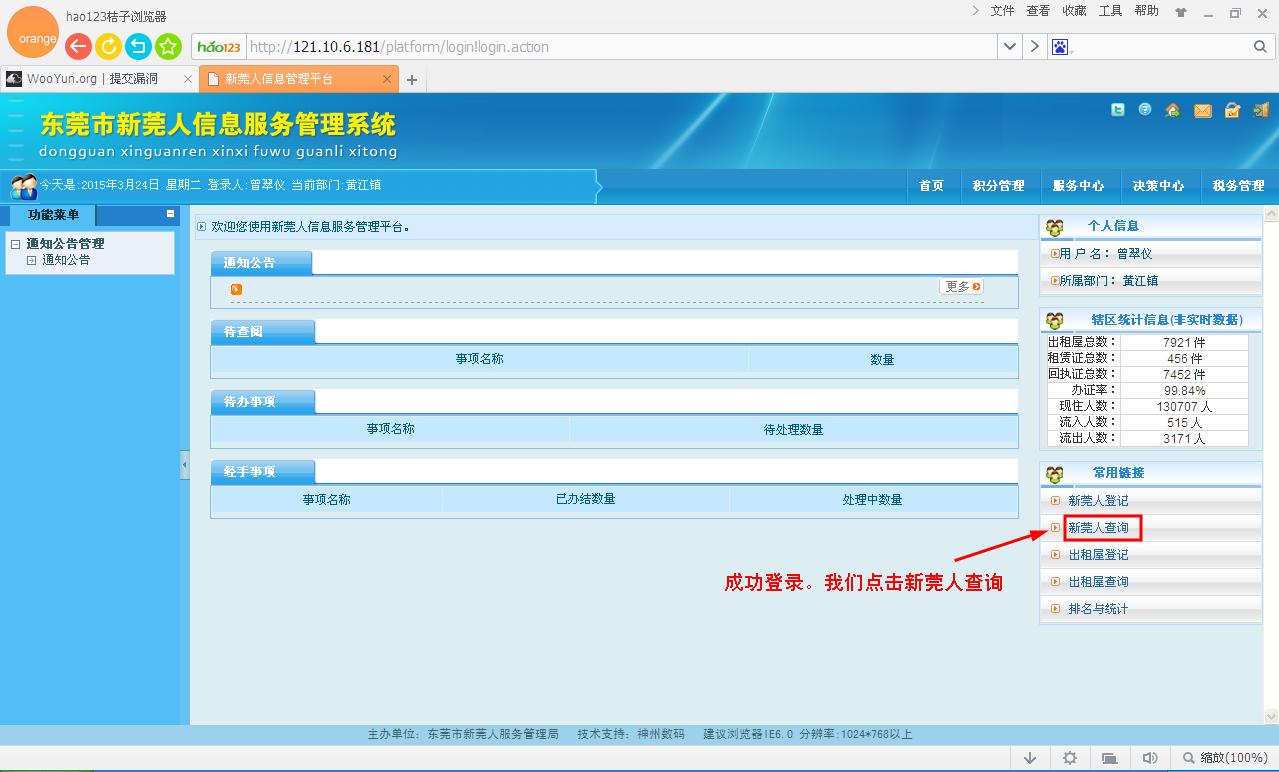 hao123桔子浏览器
文件 查看 收藏 工具 帮助
orange
hao123 http://121.10.6.181/platform/login!login.action
WooYun.org | 提交漏洞
新莞人信息管理平台
东莞市新莞人信息服务管理系统
dongguan xinguanren xinxi fuwu guanli xitong
今天是:2015年3月24日 星期二 登录人:曾翠仪 当前部门:黄江镇
首页 积分管理 服务中心 决策中心 税务管理
功能菜单
通知公告管理
通知公告
欢迎您使用新莞人信息服务管理平台。
通知公告
更多
待查阅
事项名称 数量
待办事项
事项名称 待处理数量
经手事项
事项名称 已办结数量 处理中数量
个人信息
用 户 名： 曾翠仪
所属部门： 黄江镇
辖区统计信息(非实时数据)
出租屋总数： 7921 件
租赁证总数： 456 件
回执证总数： 7452 件
办证率： 99.84%
现住人数： 130707 人
流入人数： 515 人
流出人数： 3171 人
常用链接
新莞人登记
新莞人查询
出租屋登记
出租屋查询
排名与统计
成功登录。我们点击新莞人查询
主办单位：东莞市新莞人服务管理局 技术支持：神州数码 建议浏览器IE6.0 分辨率:1024*768以上
缩放(100%)